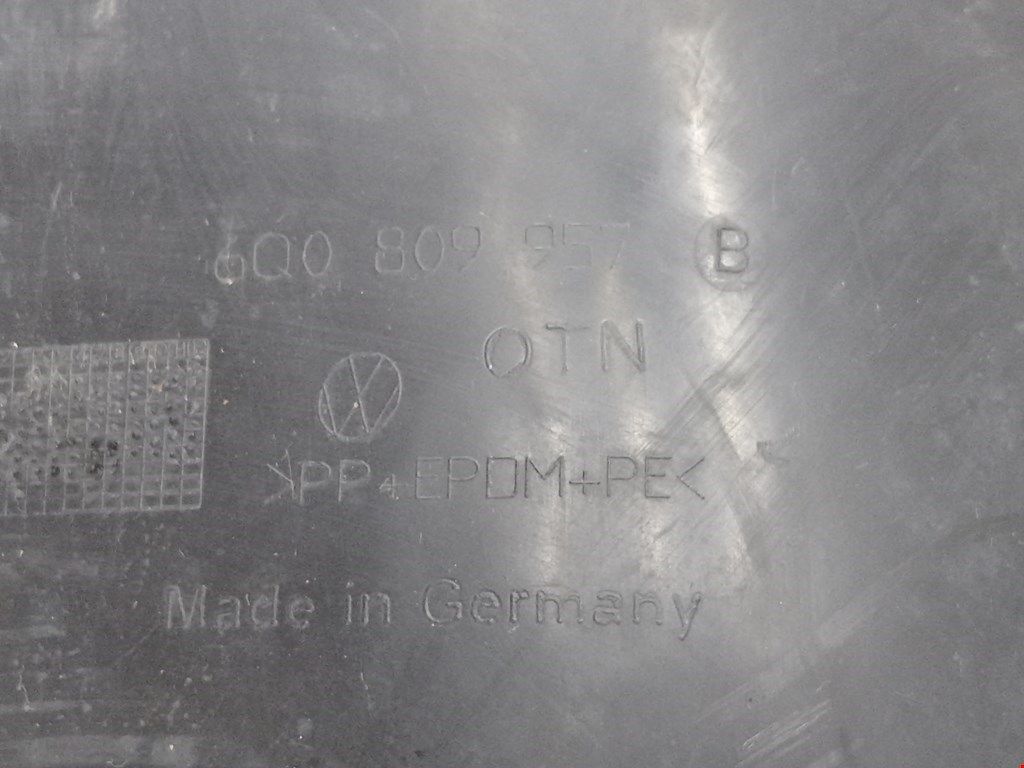 6Q0 809 957 B
OTN
>PP+EPDM+PE<
Made in Germany